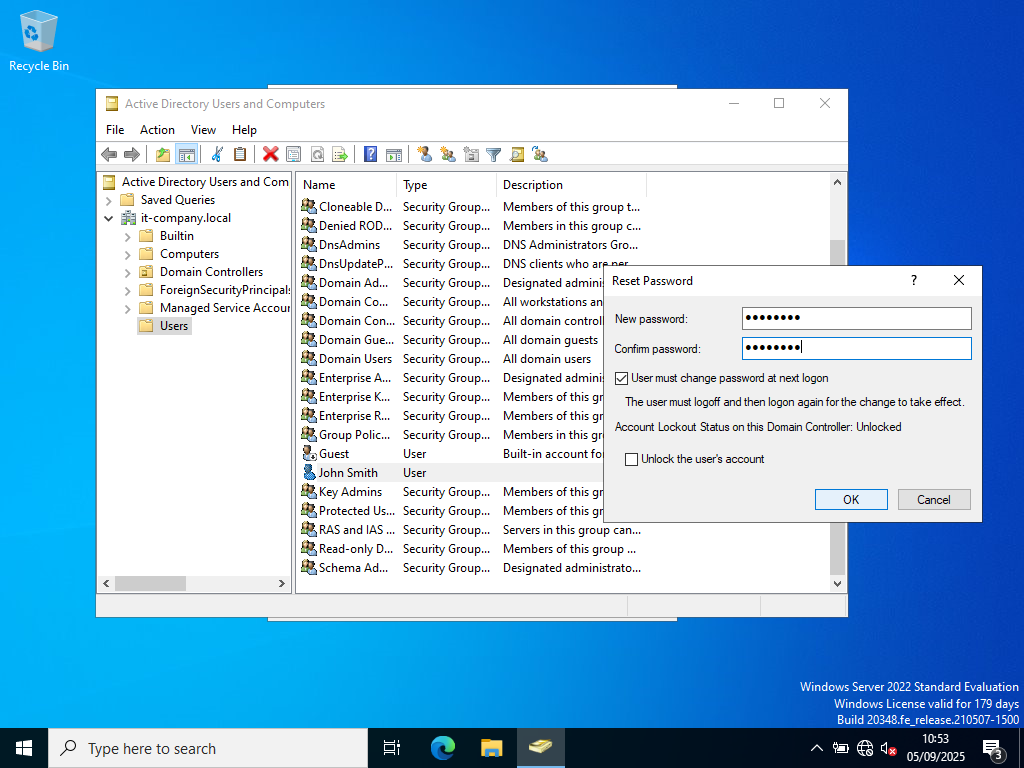 Recycle Bin
Active Directory Users and Computers
File Action View Help
Active Directory Users and Com
Saved Queries
it-company.local
Builtin
Computers
Domain Controllers
ForeignSecurityPrincipals
Managed Service Accour
Users
Name Type Description
Cloneable D... Security Group... Members of this group t...
Denied ROD... Security Group... Members in this group c...
DnsAdmins Security Group... DNS Administrators Gro...
DnsUpdateP... Security Group... DNS clients who are per
Domain Ad... Security Group... Designated admini
Domain Co... Security Group... All workstations an
Domain Con... Security Group... All domain controll
Domain Gue... Security Group... All domain guests
Domain Users Security Group... All domain users
Enterprise A... Security Group... Designated admini
Enterprise K... Security Group... Members of this gr
Enterprise R... Security Group... Members of this gr
Group Polic... Security Group... Members in this gr
Guest User Built-in account for
John Smith User
Key Admins Security Group... Members of this gr
Protected Us... Security Group... Members of this gr
RAS and IAS ... Security Group... Servers in this group can...
Read-only D... Security Group... Members of this group ...
Schema Ad... Security Group... Designated administrato...
Reset Password
New password: ••••••••
Confirm password: ••••••••
User must change password at next logon
The user must logoff and then logon again for the change to take effect.
Account Lockout Status on this Domain Controller: Unlocked
Unlock the user's account
OK Cancel
Windows Server 2022 Standard Evaluation
Windows License valid for 179 days
Build 20348.fe_release.210507-1500
Type here to search
10:53
05/09/2025
3